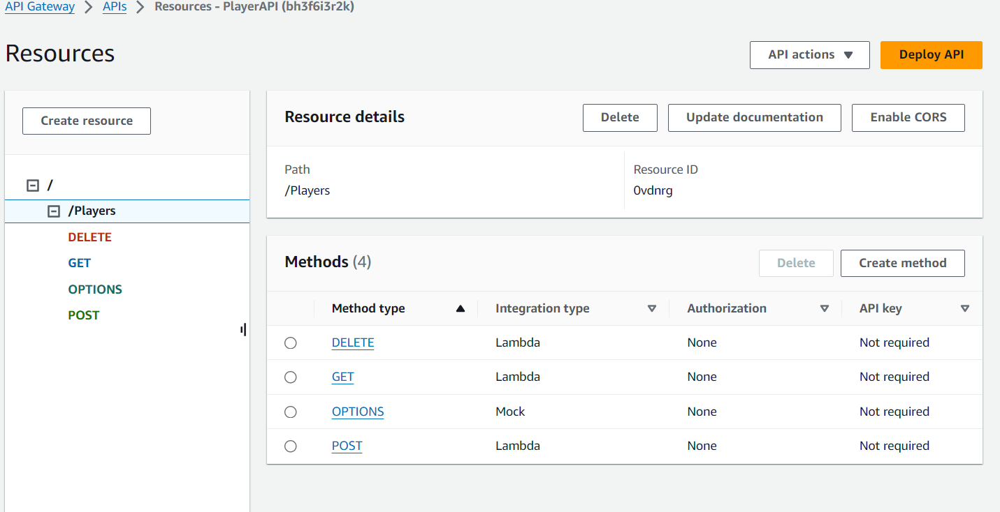 API Gateway > APIs > Resources - PlayerAPI (bh3f6i3r2k)
Resources
API actions ▼
Deploy API
Create resource
/
/Players
DELETE
GET
OPTIONS
POST
Resource details
Delete
Update documentation
Enable CORS
Path
/Players
Resource ID
0vdnrg
Methods (4)
Delete
Create method
Method type Integration type Authorization API key
DELETE Lambda None Not required
GET Lambda None Not required
OPTIONS Mock None Not required
POST Lambda None Not required